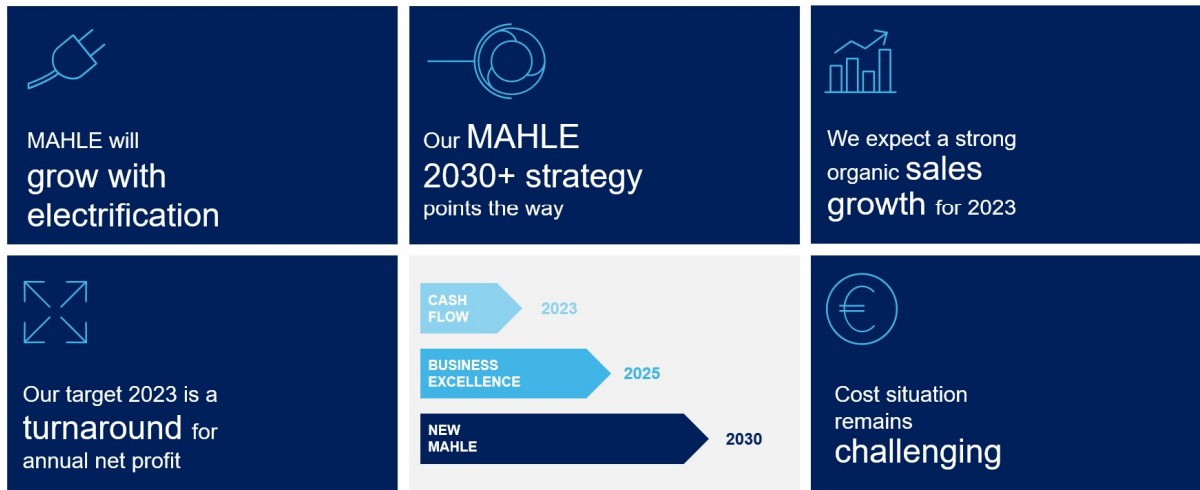 MAHLE will
grow with
electrification
Our MAHLE
2030+ strategy
points the way
We expect a strong
organic sales
growth for 2023
Our target 2023 is a
turnaround for
annual net profit
CASH
FLOW
2023
BUSINESS
EXCELLENCE
2025
NEW
MAHLE
2030
€
Cost situation
remains
challenging